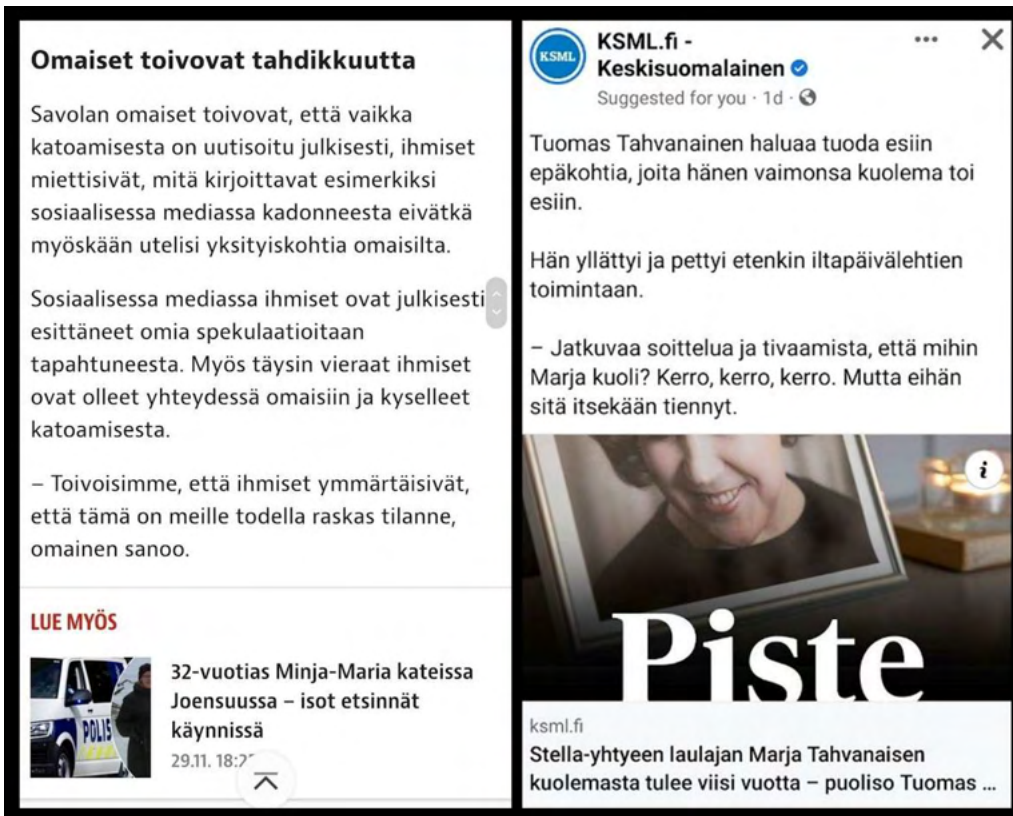 Omaiset toivovat tahdikkuutta
Savolan omaiset toivovat, että vaikka
katoamisesta on uutisoitu julkisesti, ihmiset
miettisivät, mitä kirjoittavat esimerkiksi
sosiaalisessa mediassa kadonneesta eivätkä
myöskään utelisi yksityiskohtia omaisilta.
Sosiaalisessa mediassa ihmiset ovat julkisesti
esittäneet omia spekulaatioitaan
tapahtuneesta. Myös täysin vieraat ihmiset
ovat olleet yhteydessä omaisiin ja kyselleet
katoamisesta.
– Toivoisimme, että ihmiset ymmärtäisivät,
että tämä on meille todella raskas tilanne,
omainen sanoo.
LUE MYÖS
POLIS
32-vuotias Minja-Maria kateissa
Joensuussa – isot etsinnät
käynnissä
29.11.
KSML
KSML.fi -
Keskisuomalainen
Suggested for you · 1d ·
Tuomas Tahvanainen haluaa tuoda esiin
epäkohtia, joita hänen vaimonsa kuolema toi
esiin.
Hän yllättyi ja pettyi etenkin iltapäivälehtien
toimintaan.
– Jatkuvaa soittelua ja tivaamista, että mihin
Marja kuoli? Kerro, kerro, kerro. Mutta eihän
sitä itsekään tiennyt.
i
Piste
ksml.fi
Stella-yhtyeen laulajan Marja Tahvanaisen
kuolemasta tulee viisi vuotta – puoliso Tuomas ...